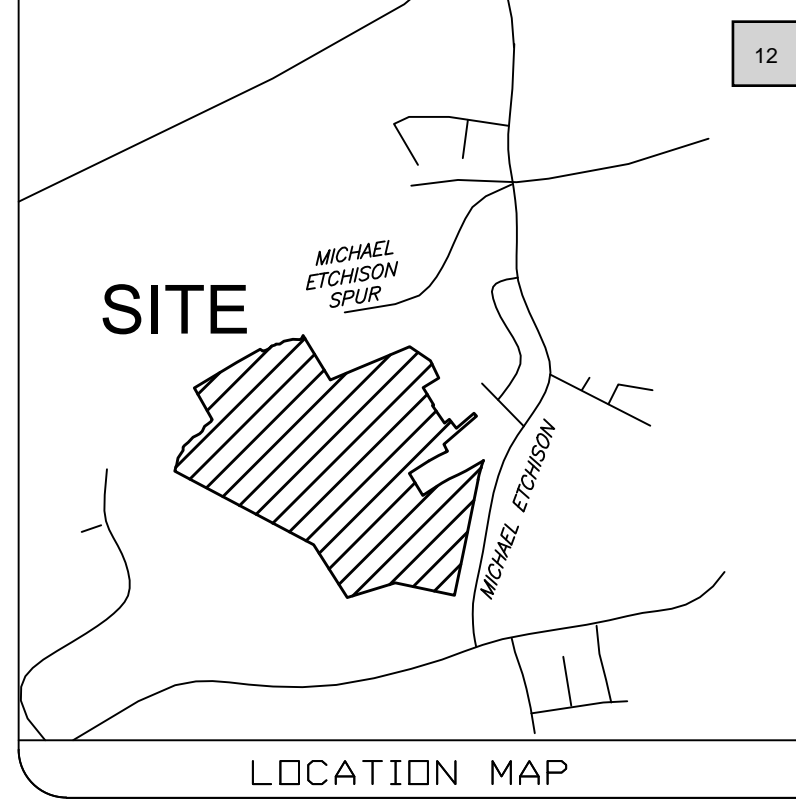 12
MICHAEL
ETCHISON
SPUR
SITE
MICHAEL ETCHISON
LOCATION MAP